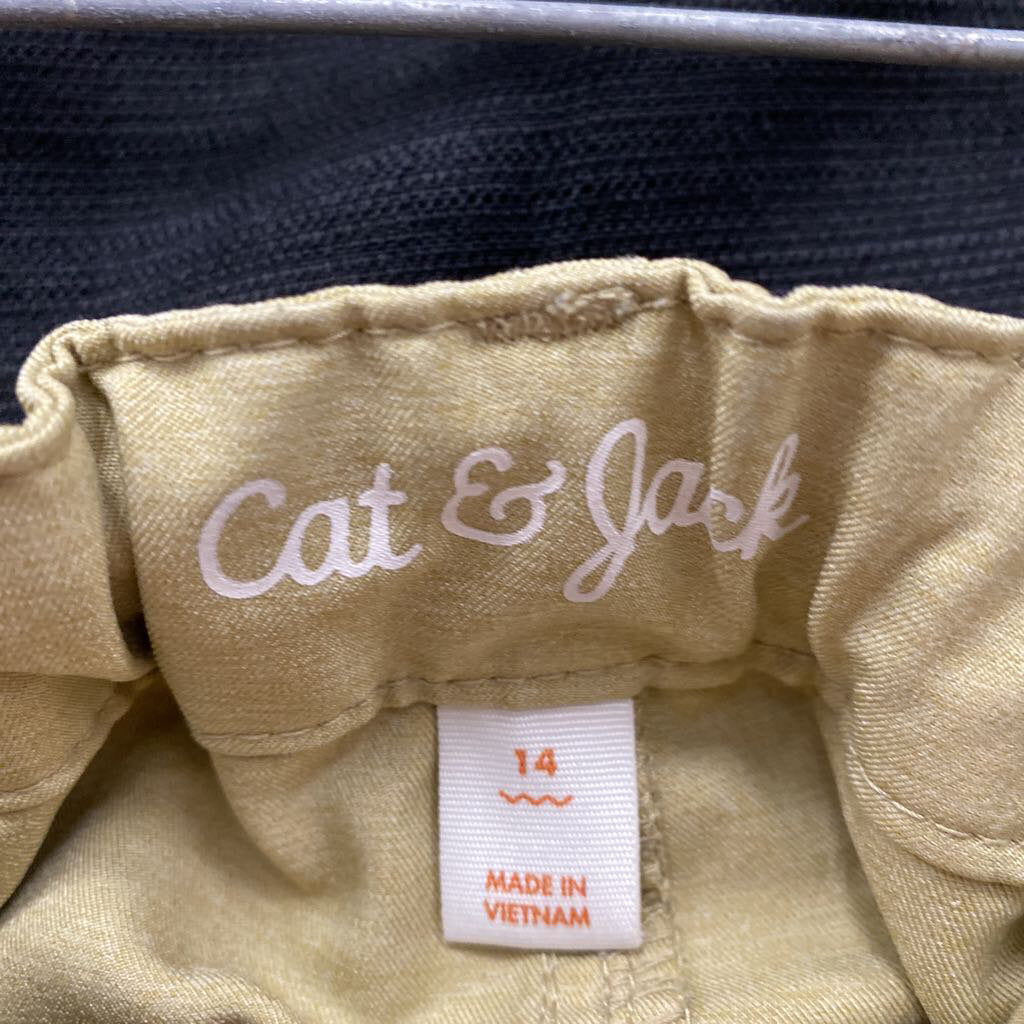 Cat & Jack
14
MADE IN
VIETNAM